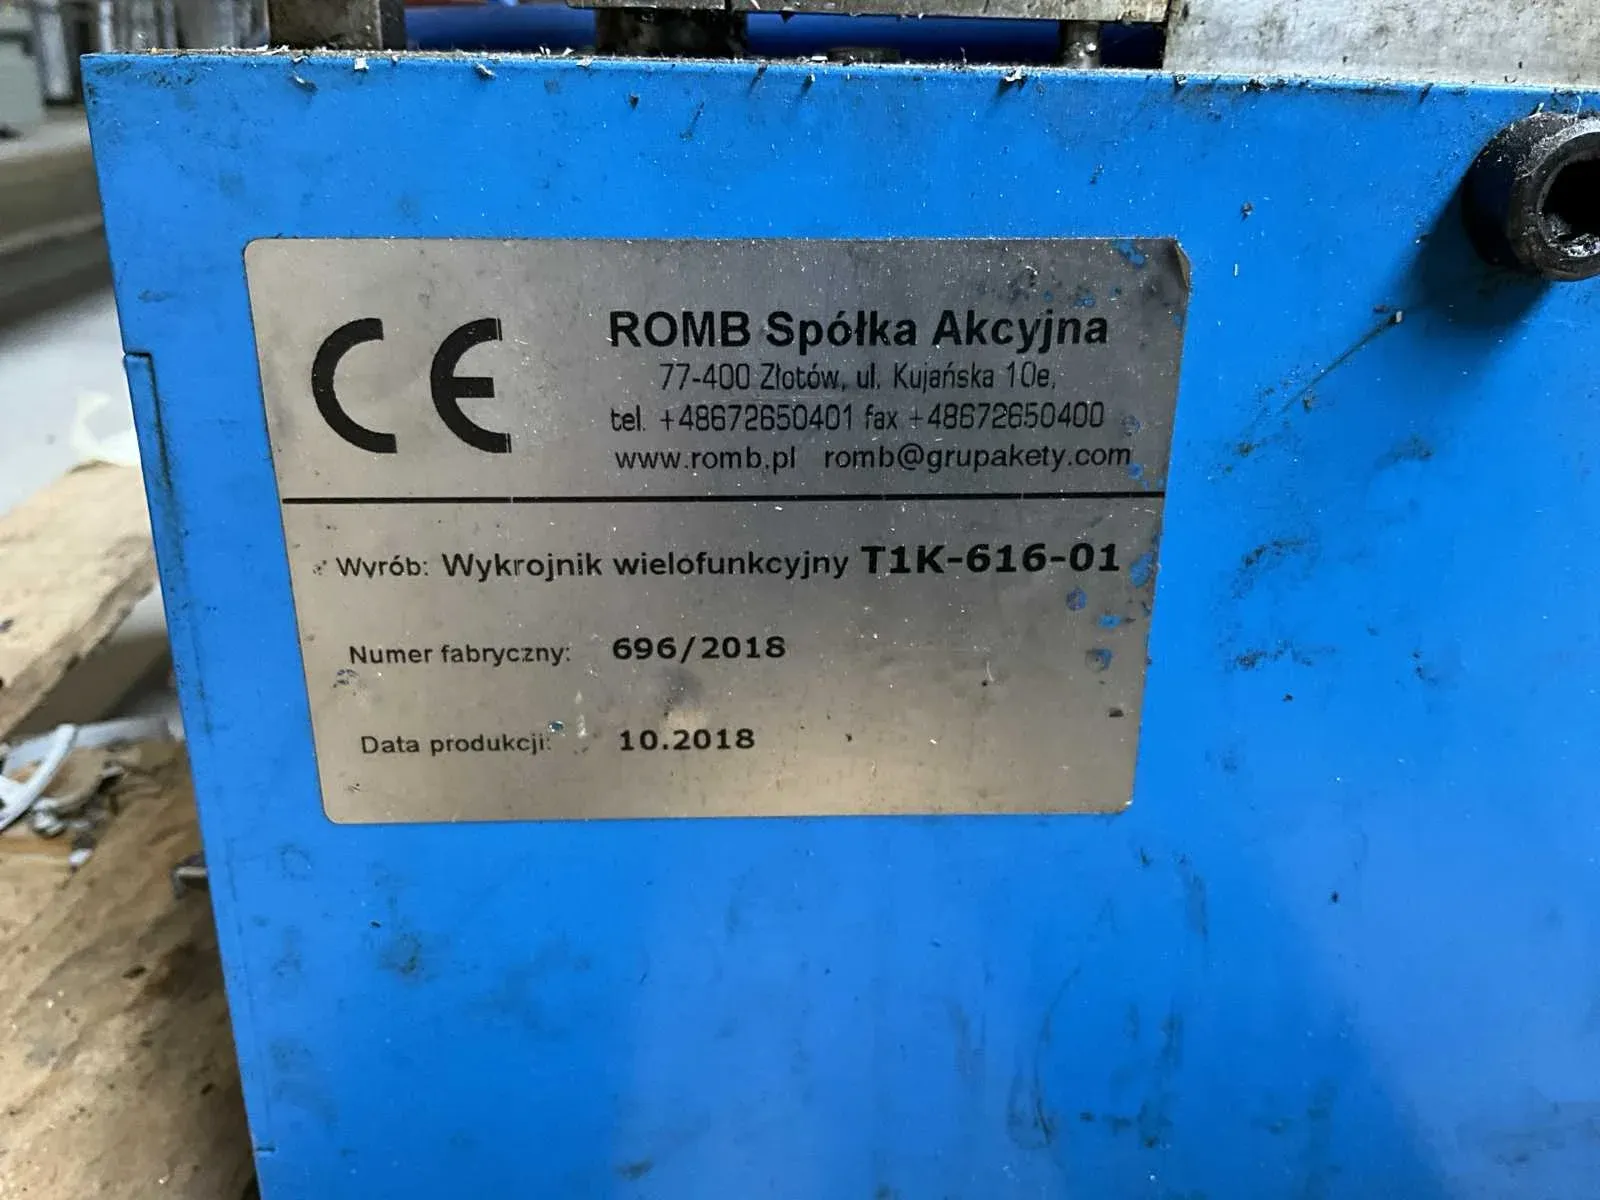 CE
ROMB Spółka Akcyjna
77-400 Złotów, ul. Kujańska 10e,
tel. +48672650401 fax +48672650400
www.romb.pl romb@grupakety.com
Wyrób: Wykrojnik wielofunkcyjny T1K-616-01
Numer fabryczny: 696/2018
Data produkcji: 10.2018